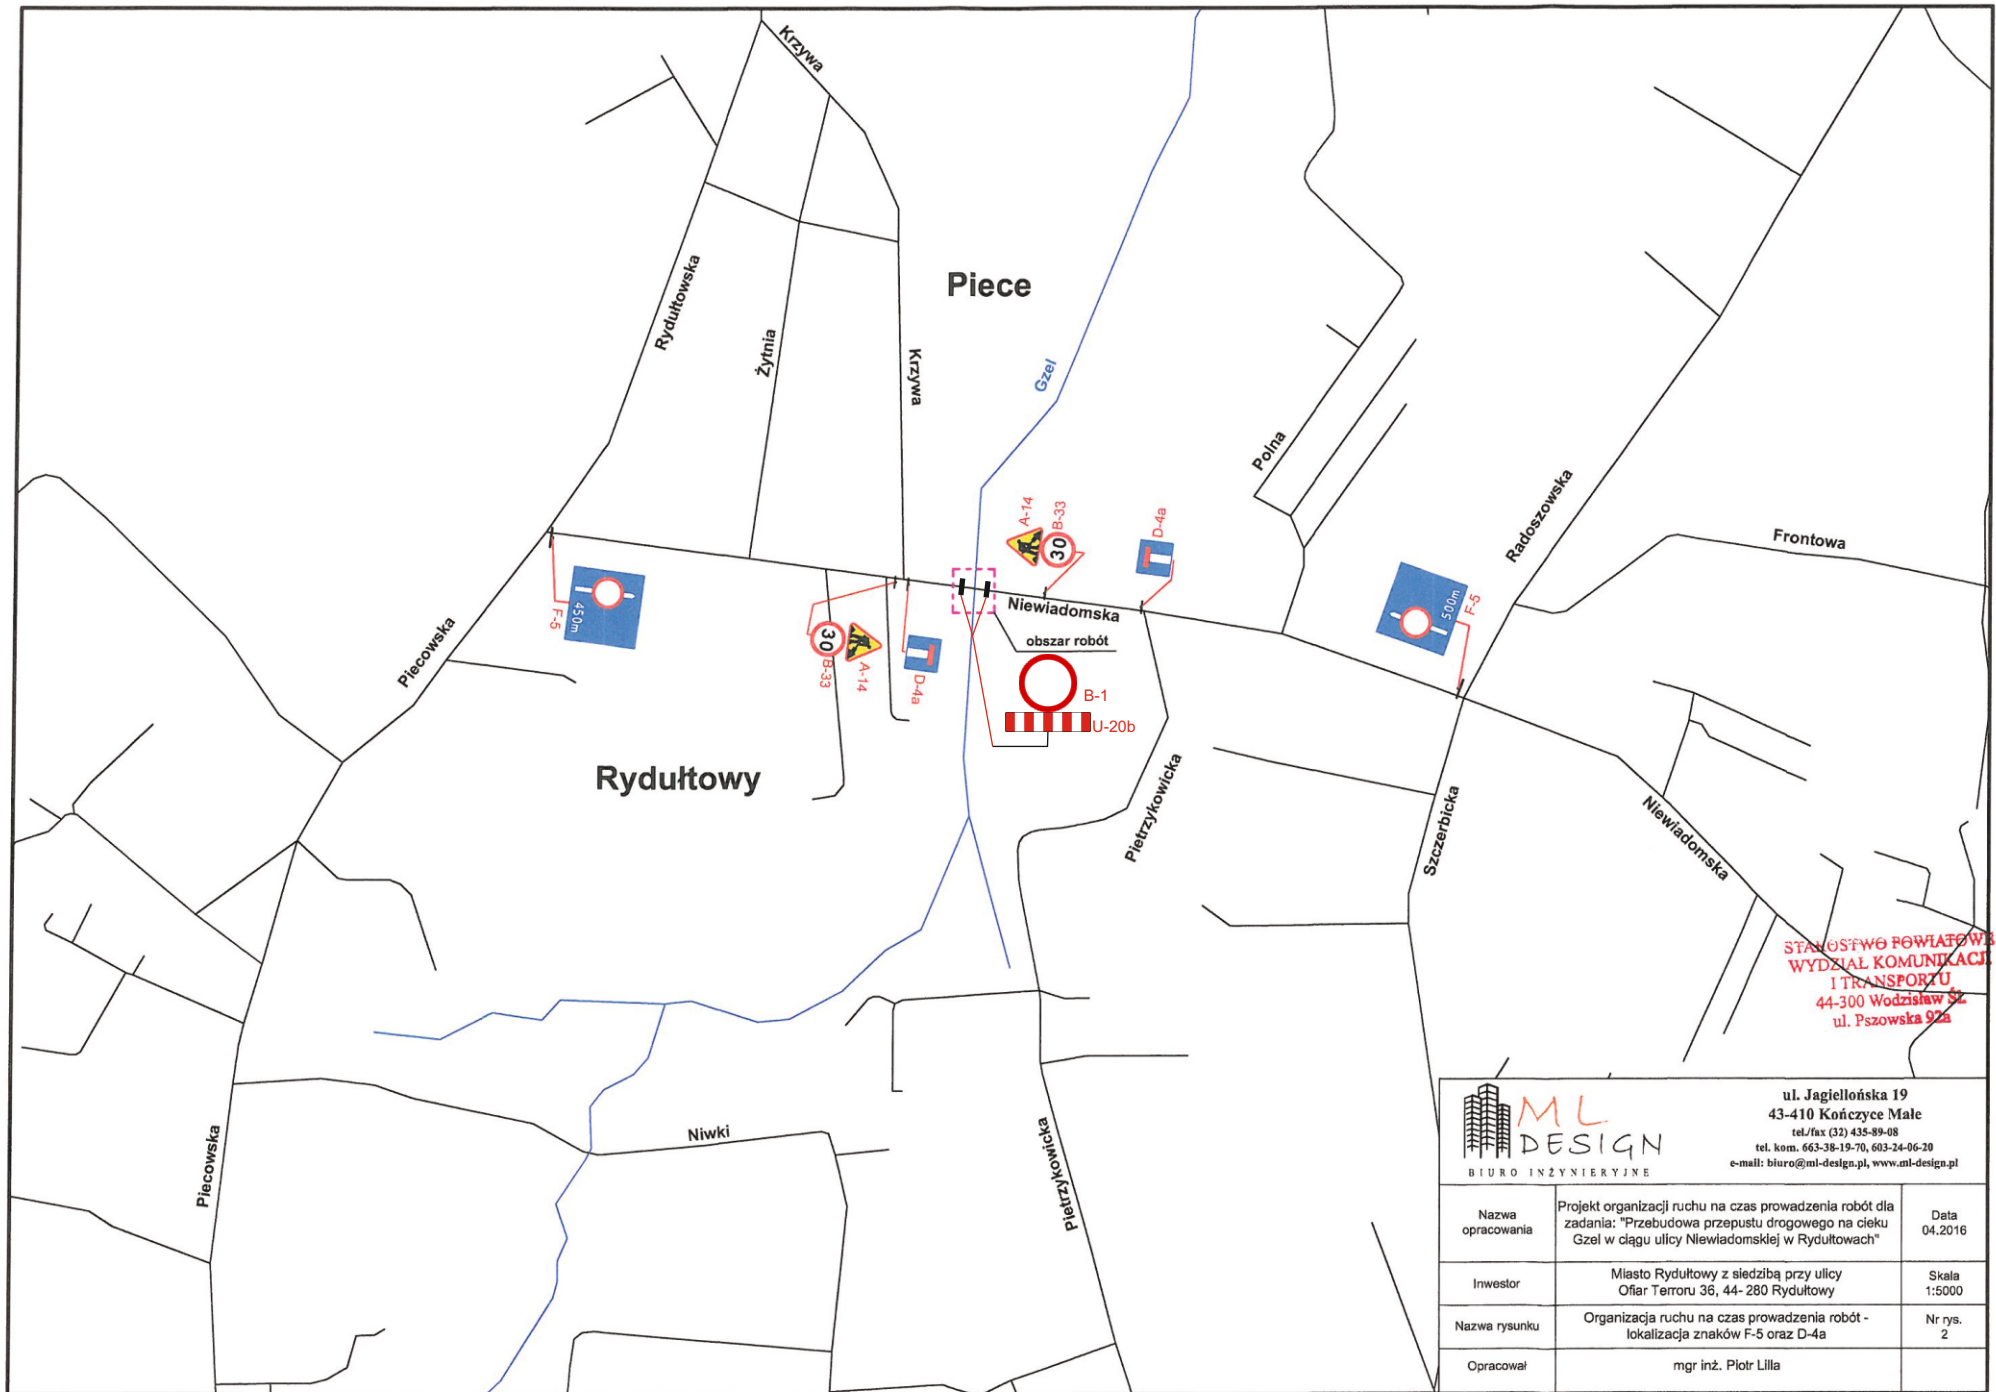 Krzywa
Piece
Rydułtowska
Żytnia
Krzywa
Gzel
Polna
Radoszowska
Frontowa
A-14
B-33
30
D-4a
500m
F-5
450m
F-5
Niewiadomska
obszar robót
30
B-33
A-14
D-4a
B-1
U-20b
Piecowska
Rydułtowy
Pietrzykowicka
Szczerbicka
Niewiadomska
STAROSTWO POWIATOWE
WYDZIAŁ KOMUNIKACJI
I TRANSPORTU
44-300 Wodzisław Śl.
ul. Pszowska 92a
Piecowska
Niwki
Pietrzykowicka
ML
DESIGN
BIURO INŻYNIERYJNE
ul. Jagiellońska 19
43-410 Kończyce Małe
tel./fax (32) 435-89-08
tel. kom. 663-38-19-70, 603-24-06-20
e-mail: biuro@ml-design.pl, www.ml-design.pl
Nazwa
opracowania
Projekt organizacji ruchu na czas prowadzenia robót dla
zadania: "Przebudowa przepustu drogowego na cieku
Gzel w ciągu ulicy Niewiadomskiej w Rydułtowach"
Data
04.2016
Inwestor
Miasto Rydułtowy z siedzibą przy ulicy
Ofiar Terroru 36, 44- 280 Rydułtowy
Skala
1:5000
Nazwa rysunku
Organizacja ruchu na czas prowadzenia robót -
lokalizacja znaków F-5 oraz D-4a
Nr rys.
2
Opracował
mgr inż. Piotr Lilla